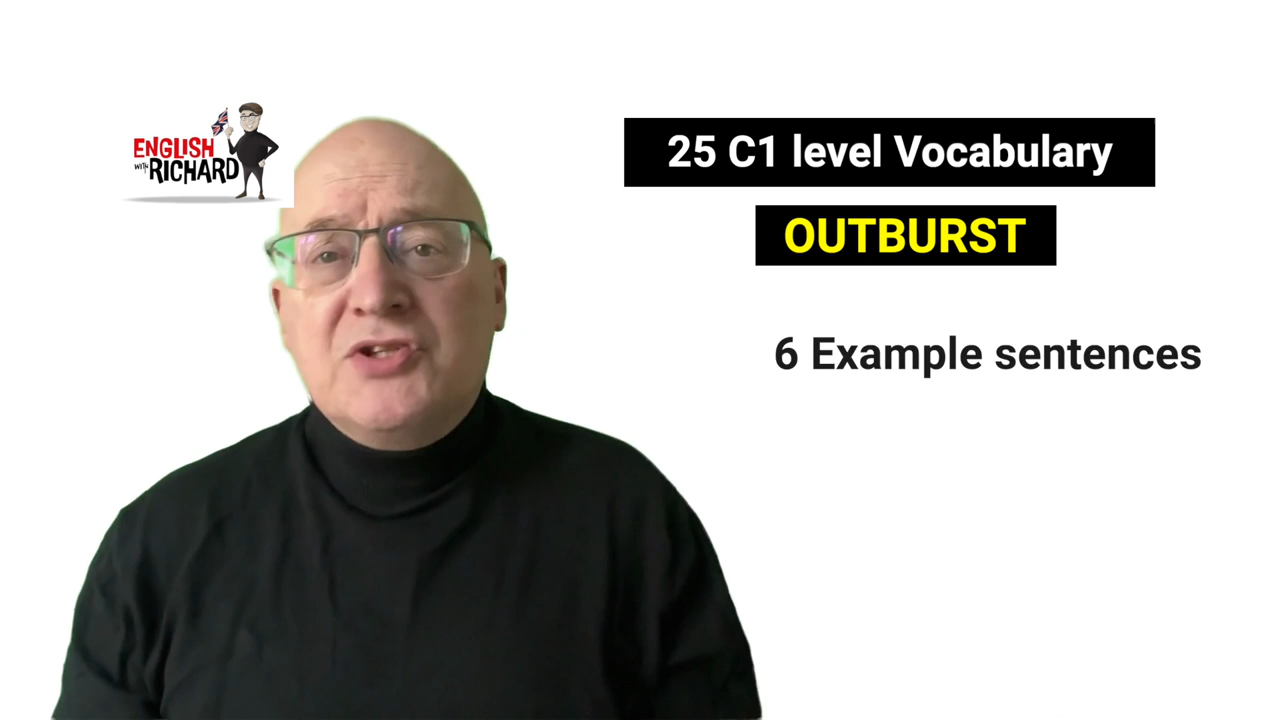 ENGLISH
WITH RICHARD
25 C1 level Vocabulary
OUTBURST
6 Example sentences